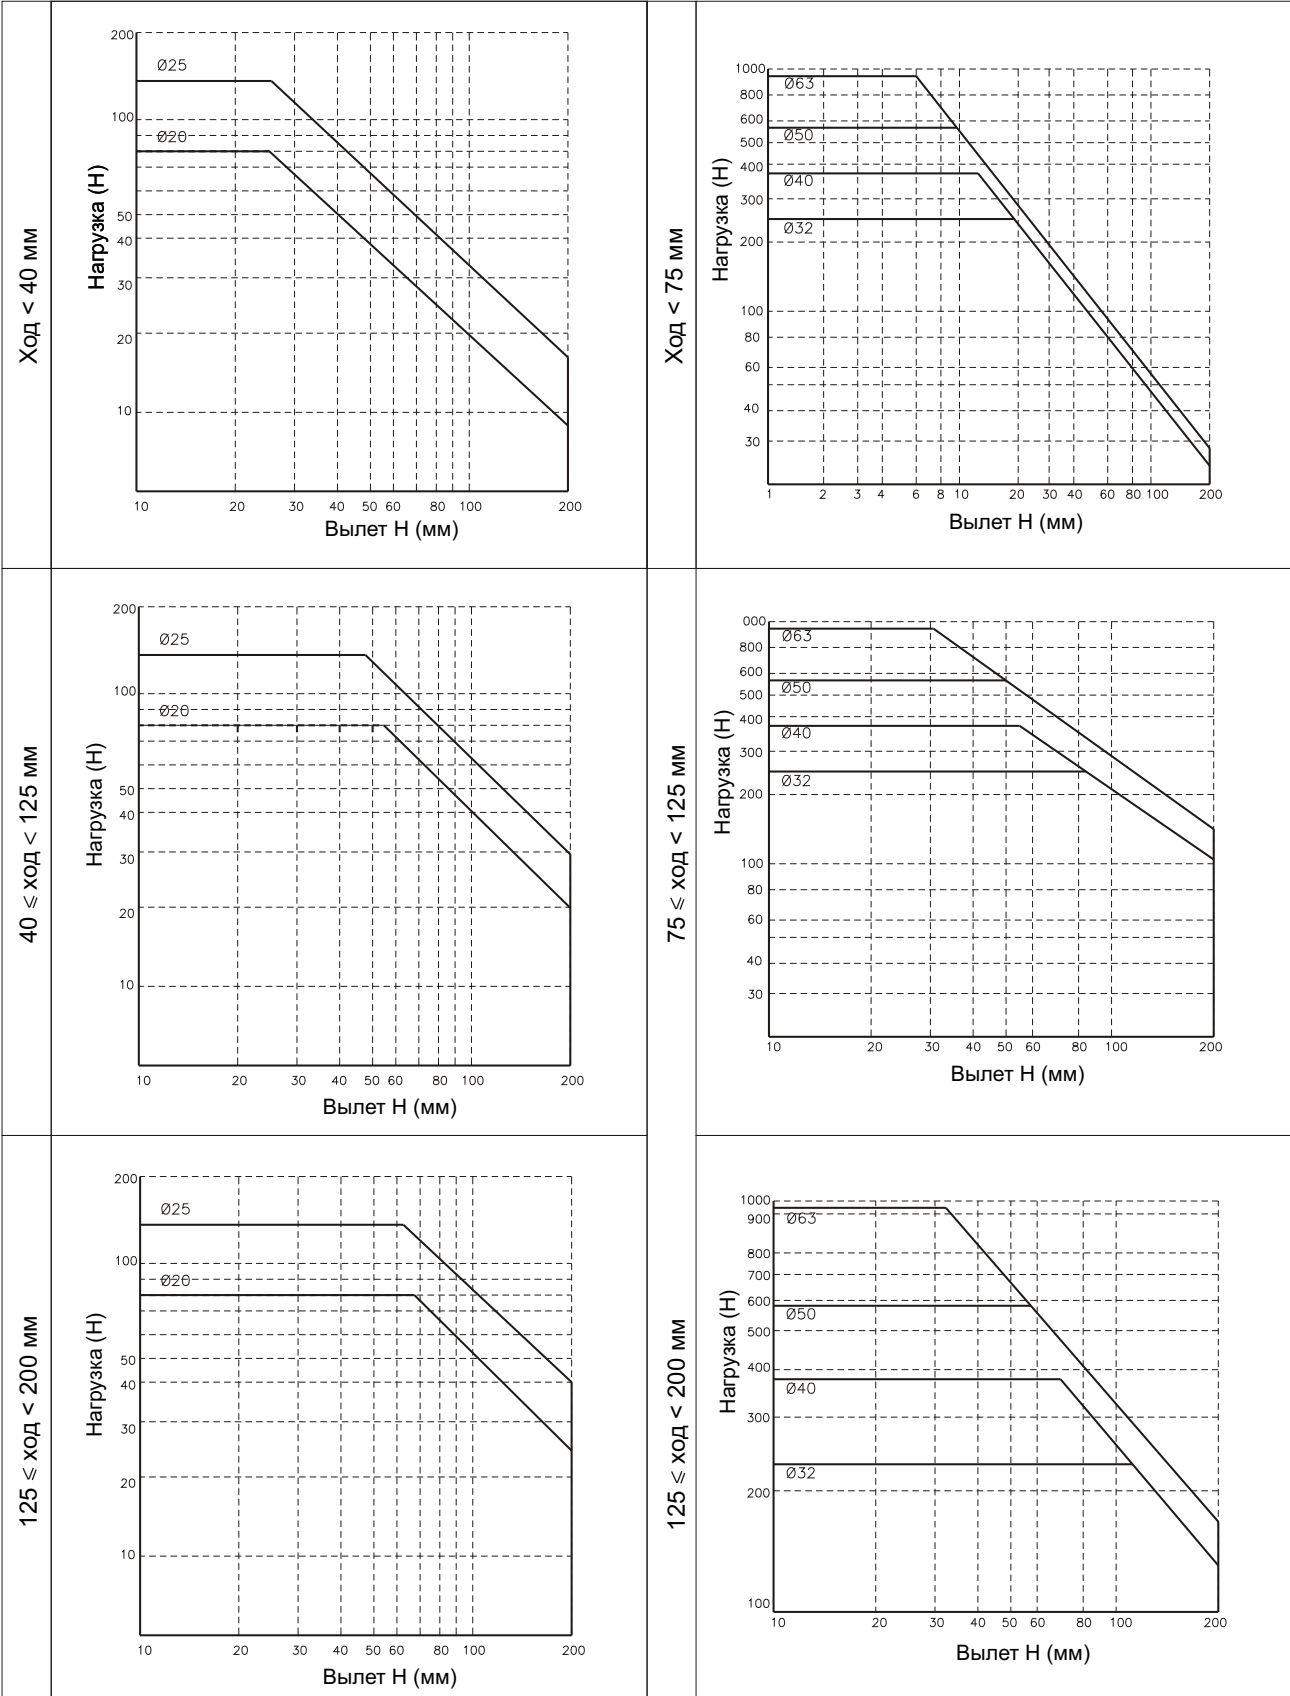 Ход < 40 мм
Нагрузка (Н)
200
100
50
40
30
20
10
Ø25
Ø20
10 20 30 40 50 60 80 100 200
Вылет Н (мм)
Ход < 75 мм
Нагрузка (Н)
1000
800
600
500
400
300
200
100
80
60
40
30
Ø63
Ø50
Ø40
Ø32
1 2 3 4 6 8 10 20 30 40 60 80 100 200
Вылет Н (мм)
40 ≤ ход < 125 мм
Нагрузка (Н)
200
100
50
40
30
20
10
Ø25
Ø20
10 20 30 40 50 60 80 100 200
Вылет Н (мм)
75 ≤ ход < 125 мм
Нагрузка (Н)
000
800
600
500
400
300
200
100
80
60
40
30
Ø63
Ø50
Ø40
Ø32
10 20 30 40 50 60 80 100 200
Вылет Н (мм)
125 ≤ ход < 200 мм
Нагрузка (Н)
200
100
50
40
30
20
10
Ø25
Ø20
10 20 30 40 50 60 80 100 200
Вылет Н (мм)
125 ≤ ход < 200 мм
Нагрузка (Н)
1000
900
800
700
600
500
400
300
200
100
Ø63
Ø50
Ø40
Ø32
10 20 30 40 50 60 80 100 200
Вылет Н (мм)